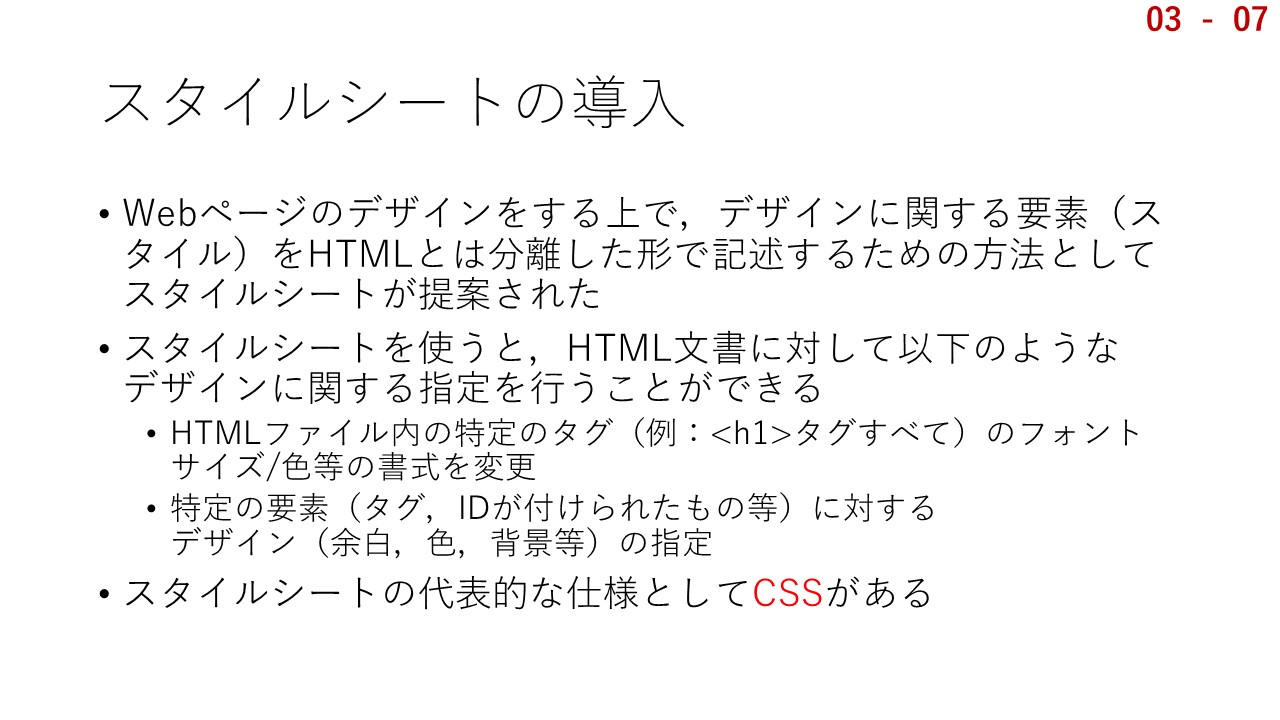 03 - 07
スタイルシートの導入
• Webページのデザインをする上で，デザインに関する要素（ス
タイル）をHTMLとは分離した形で記述するための方法として
スタイルシートが提案された
• スタイルシートを使うと，HTML文書に対して以下のような
デザインに関する指定を行うことができる
• HTMLファイル内の特定のタグ（例：<h1>タグすべて）のフォント
サイズ/色等の書式を変更
• 特定の要素（タグ，IDが付けられたもの等）に対する
デザイン（余白，色，背景等）の指定
• スタイルシートの代表的な仕様としてCSSがある